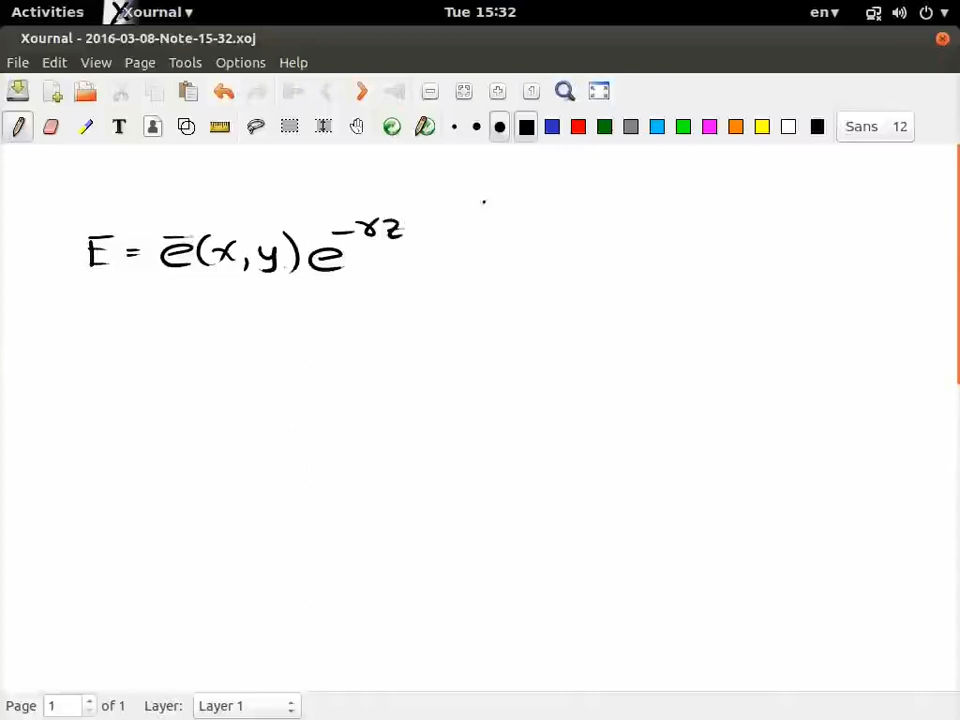 Activities Xournal ▾ Tue 15:32 en ▾
Xournal - 2016-03-08-Note-15-32.xoj
File Edit View Page Tools Options Help
Sans 12
E̅ = e̅(x,y)e^{-γz}
Page 1 of 1 Layer: Layer 1